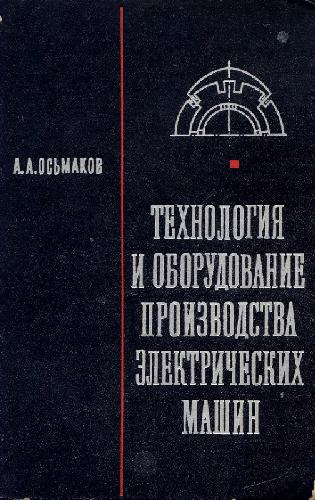 А.А.ОСЬМАКОВ
ТЕХНОЛОГИЯ
И ОБОРУДОВАНИЕ
ПРОИЗВОДСТВА
ЭЛЕКТРИЧЕСКИХ
МАШИН